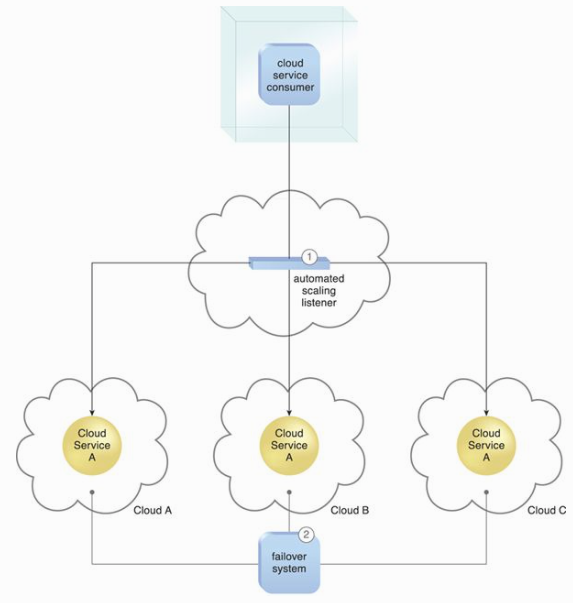 cloud
service
consumer
1
automated
scaling
listener
Cloud
Service
A
Cloud
Service
A
Cloud
Service
A
Cloud A
Cloud B
Cloud C
2
failover
system